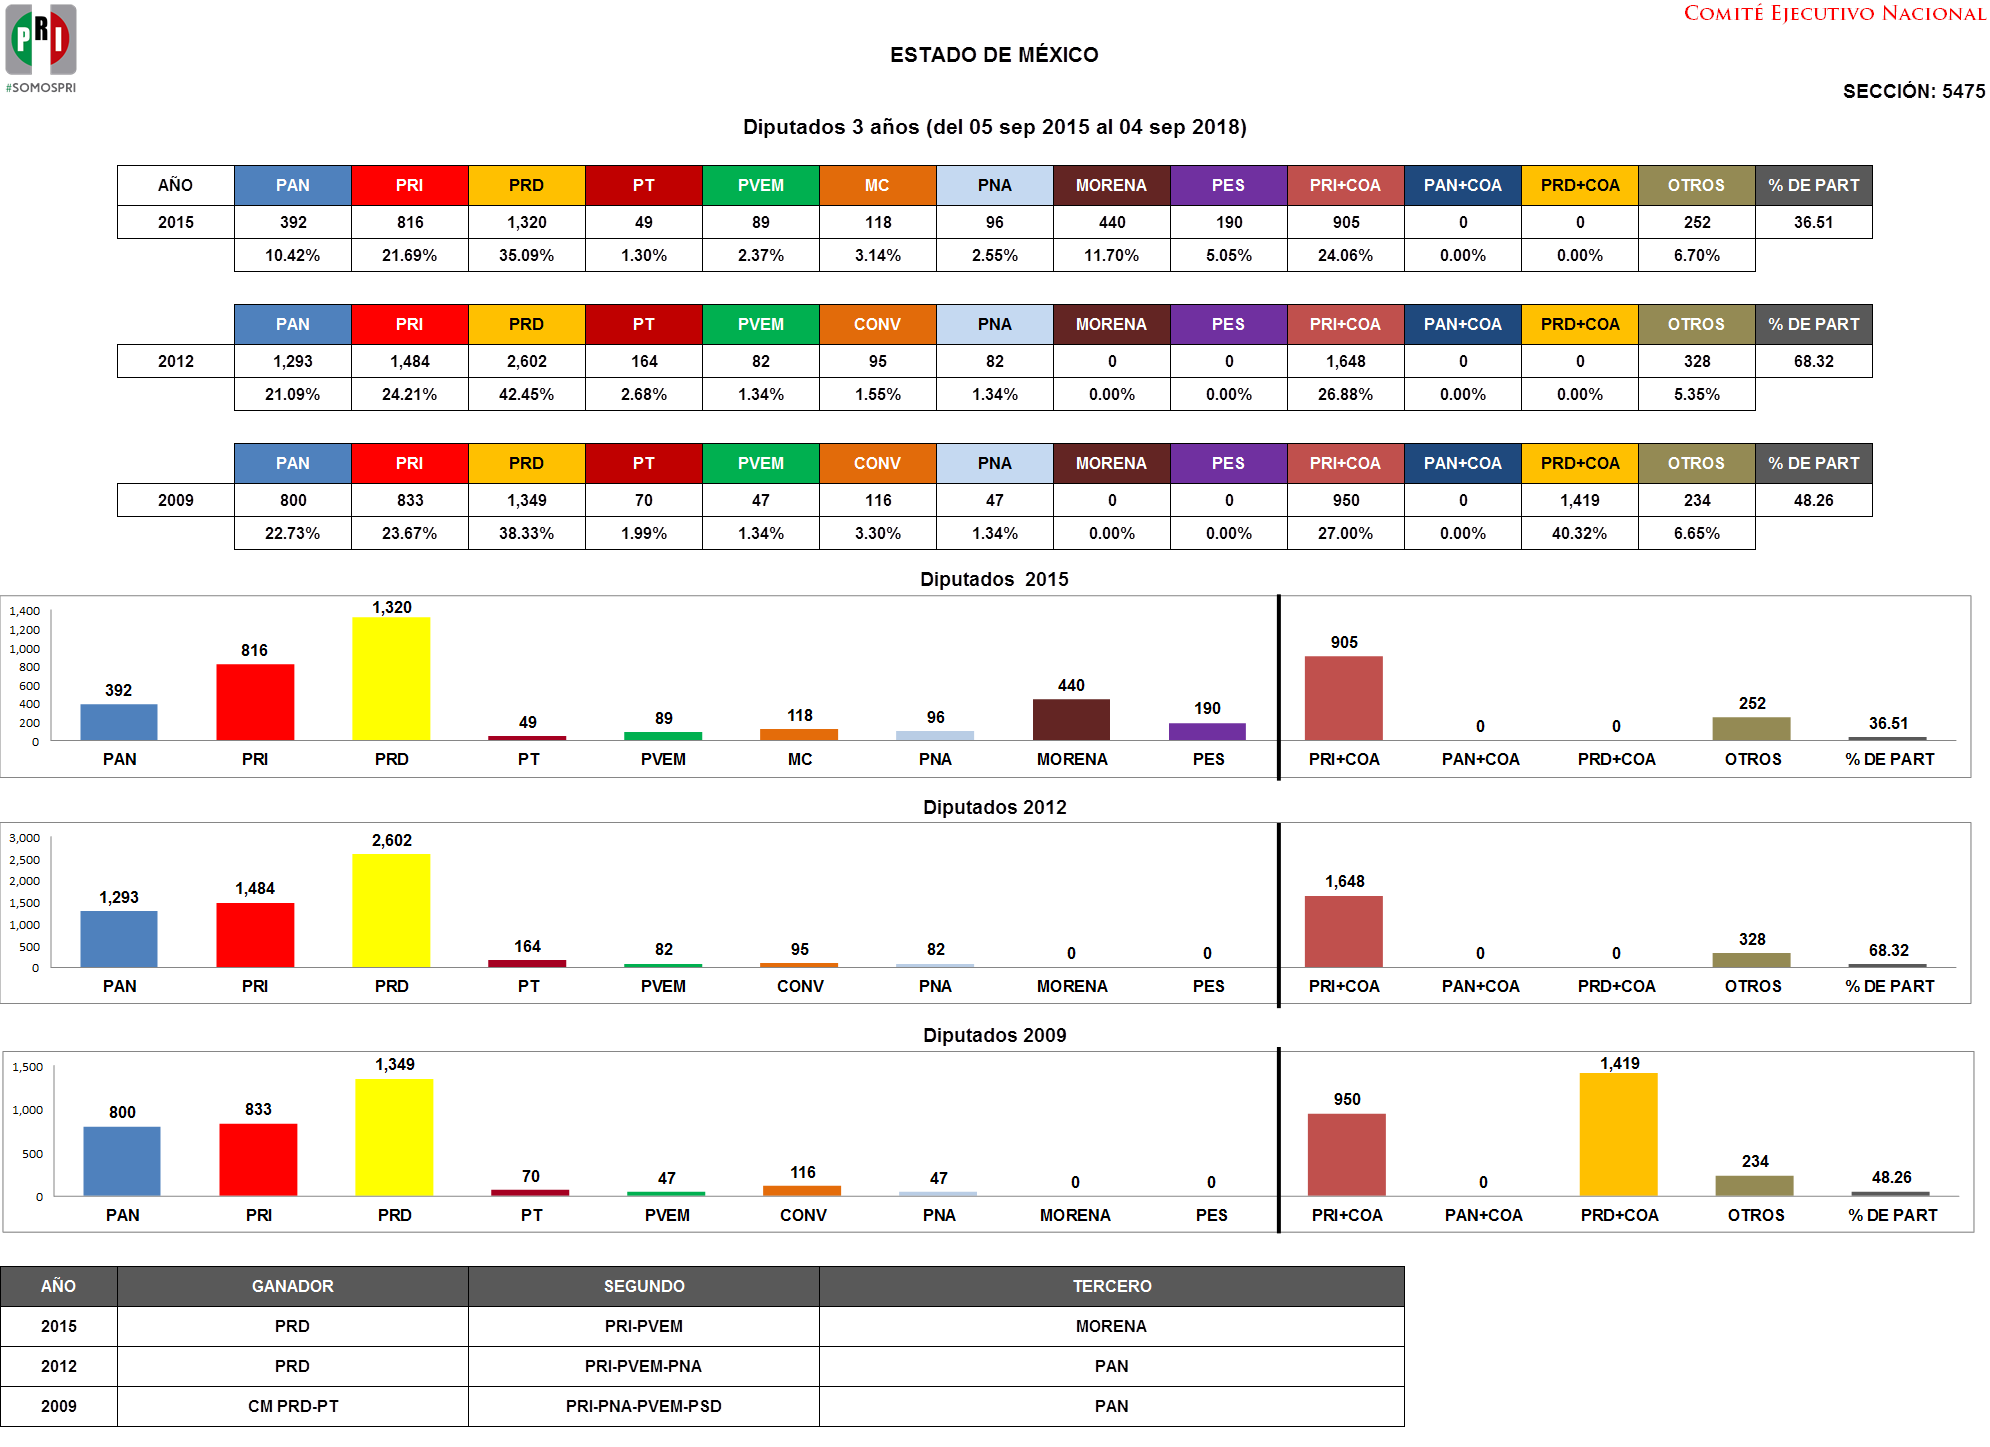 PRI
#SOMOSPRI
COMITÉ EJECUTIVO NACIONAL
ESTADO DE MÉXICO
SECCIÓN: 5475
Diputados 3 años (del 05 sep 2015 al 04 sep 2018)
AÑO PAN PRI PRD PT PVEM MC PNA MORENA PES PRI+COA PAN+COA PRD+COA OTROS % DE PART
2015 392 816 1,320 49 89 118 96 440 190 905 0 0 252 36.51
10.42% 21.69% 35.09% 1.30% 2.37% 3.14% 2.55% 11.70% 5.05% 24.06% 0.00% 0.00% 6.70%
PAN PRI PRD PT PVEM CONV PNA MORENA PES PRI+COA PAN+COA PRD+COA OTROS % DE PART
2012 1,293 1,484 2,602 164 82 95 82 0 0 1,648 0 0 328 68.32
21.09% 24.21% 42.45% 2.68% 1.34% 1.55% 1.34% 0.00% 0.00% 26.88% 0.00% 0.00% 5.35%
PAN PRI PRD PT PVEM CONV PNA MORENA PES PRI+COA PAN+COA PRD+COA OTROS % DE PART
2009 800 833 1,349 70 47 116 47 0 0 950 0 1,419 234 48.26
22.73% 23.67% 38.33% 1.99% 1.34% 3.30% 1.34% 0.00% 0.00% 27.00% 0.00% 40.32% 6.65%
Diputados 2015
1,400
1,200
1,000
800
600
400
200
0
392 816 1,320 49 89 118 96 440 190 905 0 0 252 36.51
PAN PRI PRD PT PVEM MC PNA MORENA PES PRI+COA PAN+COA PRD+COA OTROS % DE PART
Diputados 2012
3,000
2,500
2,000
1,500
1,000
500
0
1,293 1,484 2,602 164 82 95 82 0 0 1,648 0 0 328 68.32
PAN PRI PRD PT PVEM CONV PNA MORENA PES PRI+COA PAN+COA PRD+COA OTROS % DE PART
Diputados 2009
1,500
1,000
500
0
800 833 1,349 70 47 116 47 0 0 950 0 1,419 234 48.26
PAN PRI PRD PT PVEM CONV PNA MORENA PES PRI+COA PAN+COA PRD+COA OTROS % DE PART
AÑO GANADOR SEGUNDO TERCERO
2015 PRD PRI-PVEM MORENA
2012 PRD PRI-PVEM-PNA PAN
2009 CM PRD-PT PRI-PNA-PVEM-PSD PAN